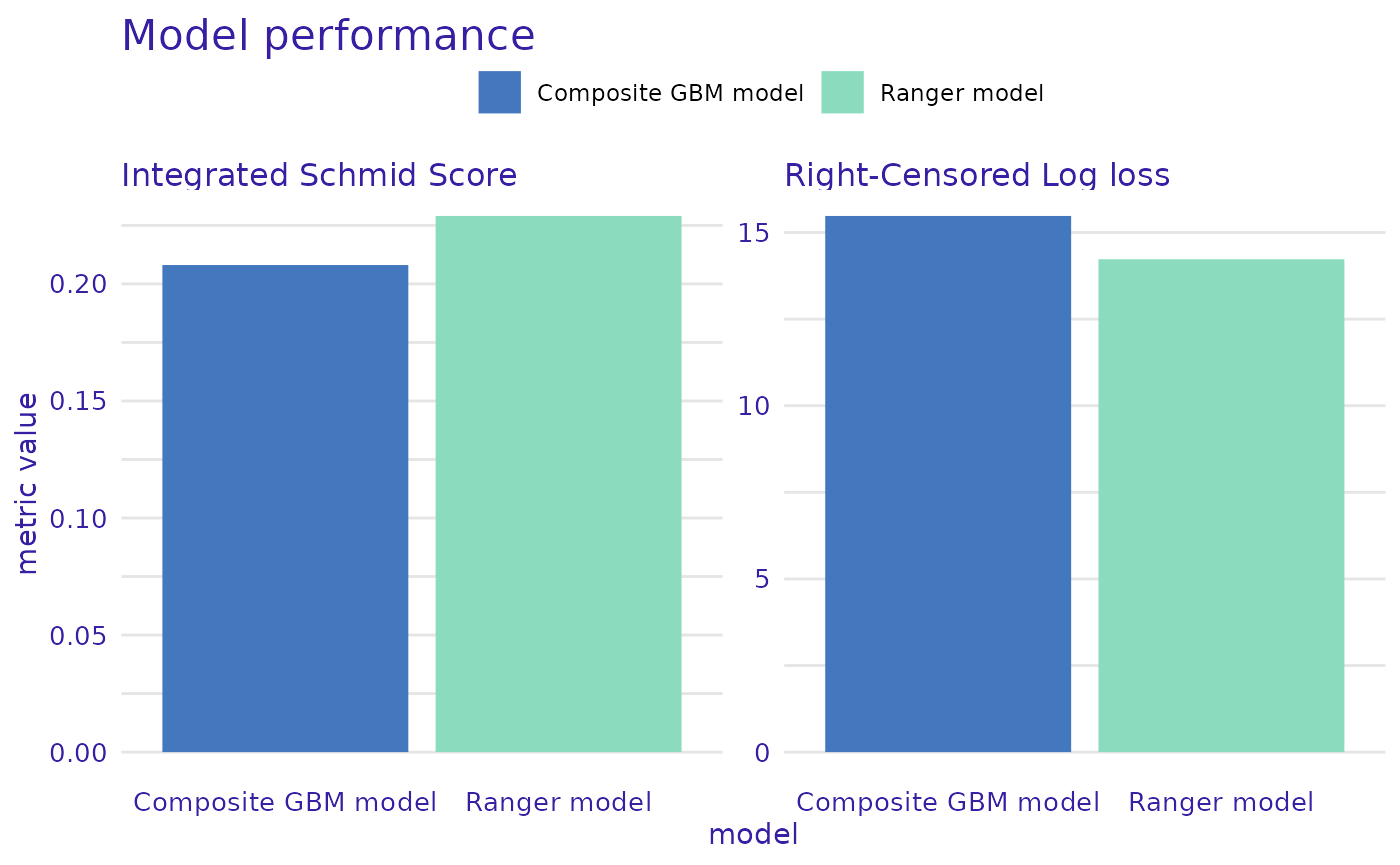 Model performance
Composite GBM model
Ranger model
Integrated Schmid Score
Right-Censored Log loss
metric value
0.20
0.15
0.10
0.05
0.00
15
10
5
0
Composite GBM model
Ranger model
Composite GBM model
Ranger model
model